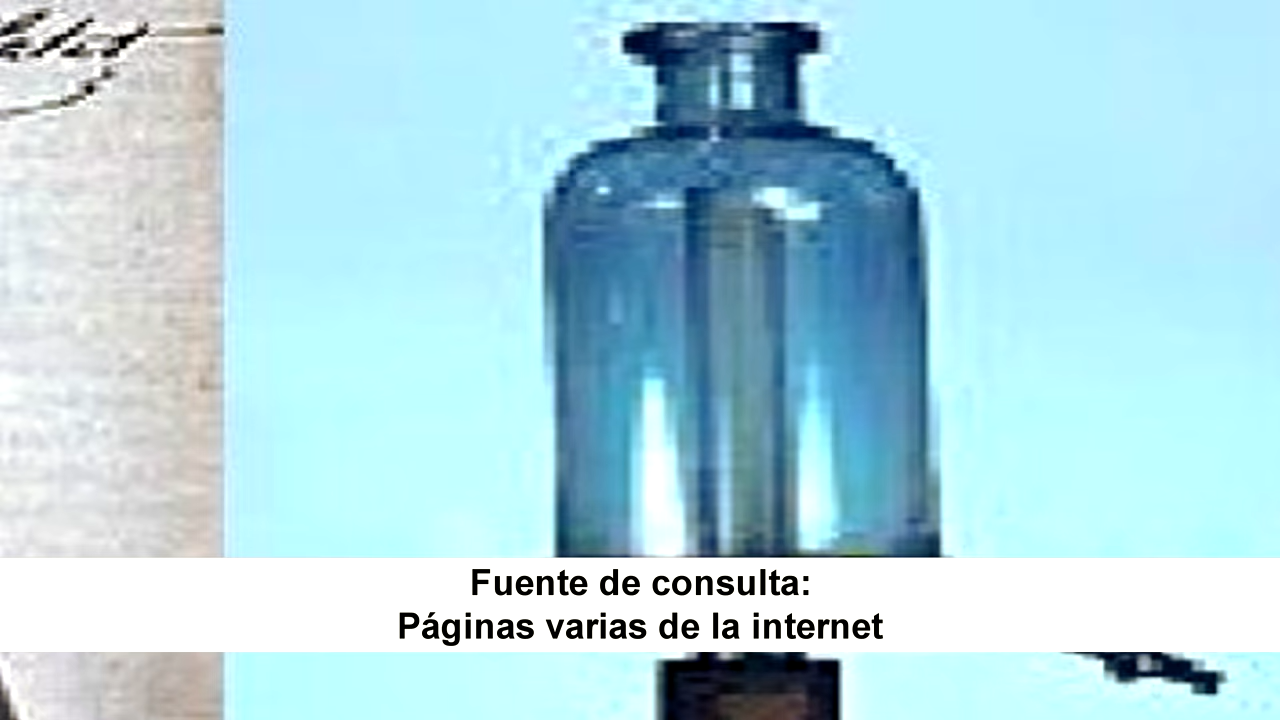 Fuente de consulta:
Páginas varias de la internet